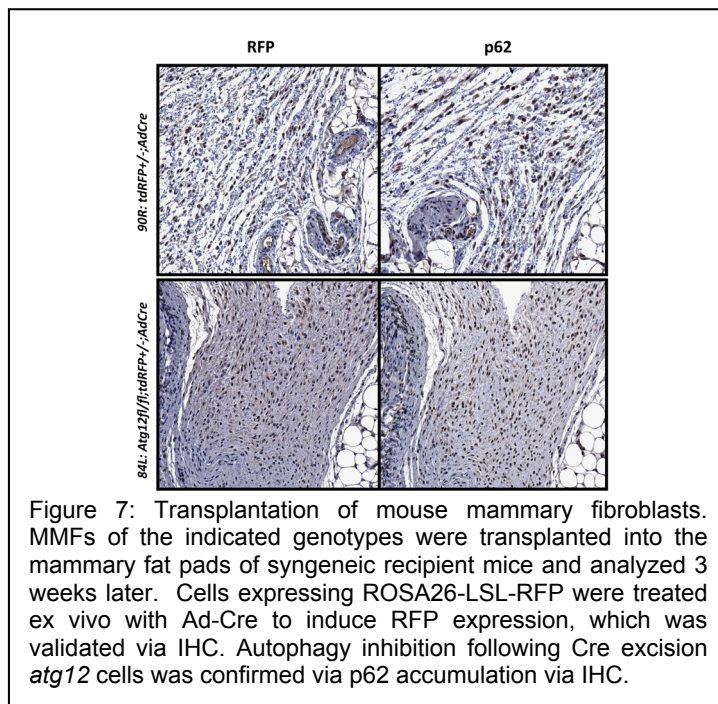 RFP p62
90R: tdRFP+/-;AdCre
84L: Atg12fl/fl:tdRFP+/-;AdCre
Figure 7: Transplantation of mouse mammary fibroblasts.
MMFs of the indicated genotypes were transplanted into the
mammary fat pads of syngeneic recipient mice and analyzed 3
weeks later. Cells expressing ROSA26-LSL-RFP were treated
ex vivo with Ad-Cre to induce RFP expression, which was
validated via IHC. Autophagy inhibition following Cre excision
atg12 cells was confirmed via p62 accumulation via IHC.